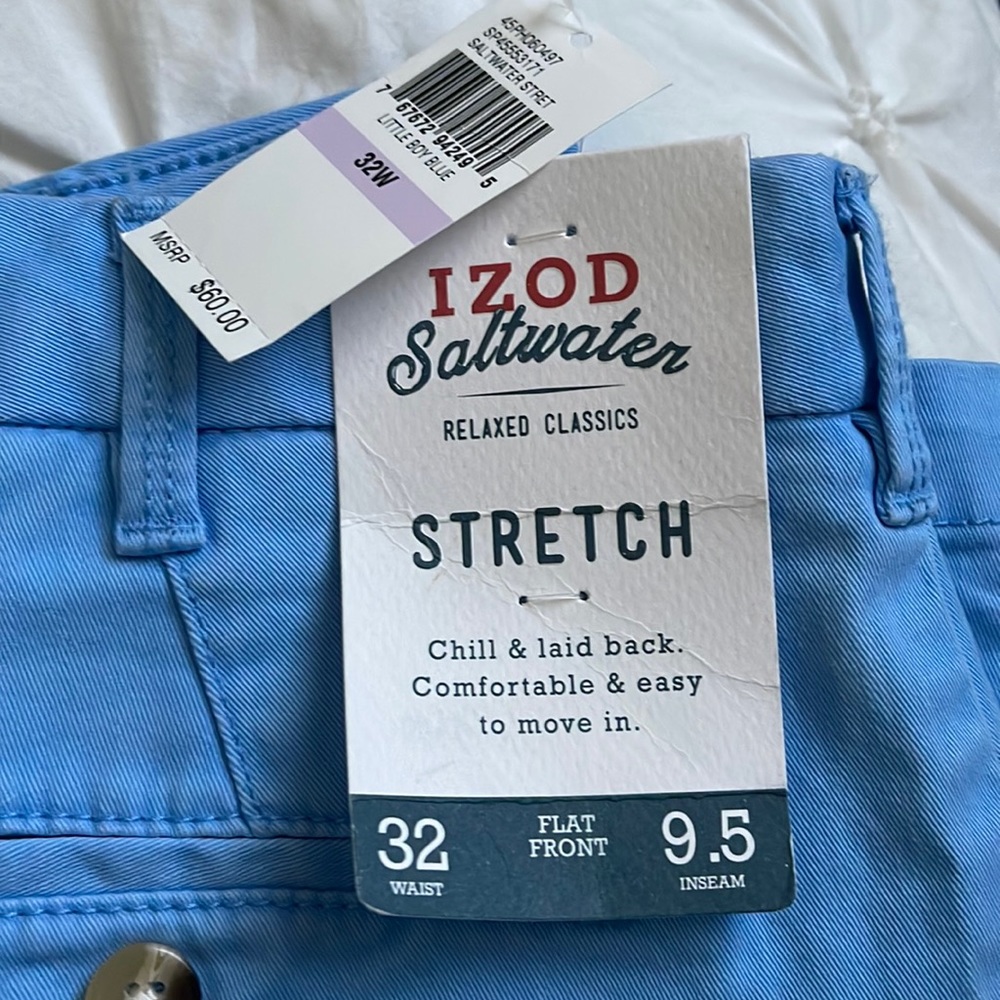 45PH060497
SP45553171
SALTWATER STRET
7 67672 94249 5
LITTLE BOY BLUE
32W
MSRP $60.00
IZOD
Saltwater
RELAXED CLASSICS
STRETCH
Chill & laid back.
Comfortable & easy
to move in.
32 WAIST
FLAT
FRONT
9.5 INSEAM